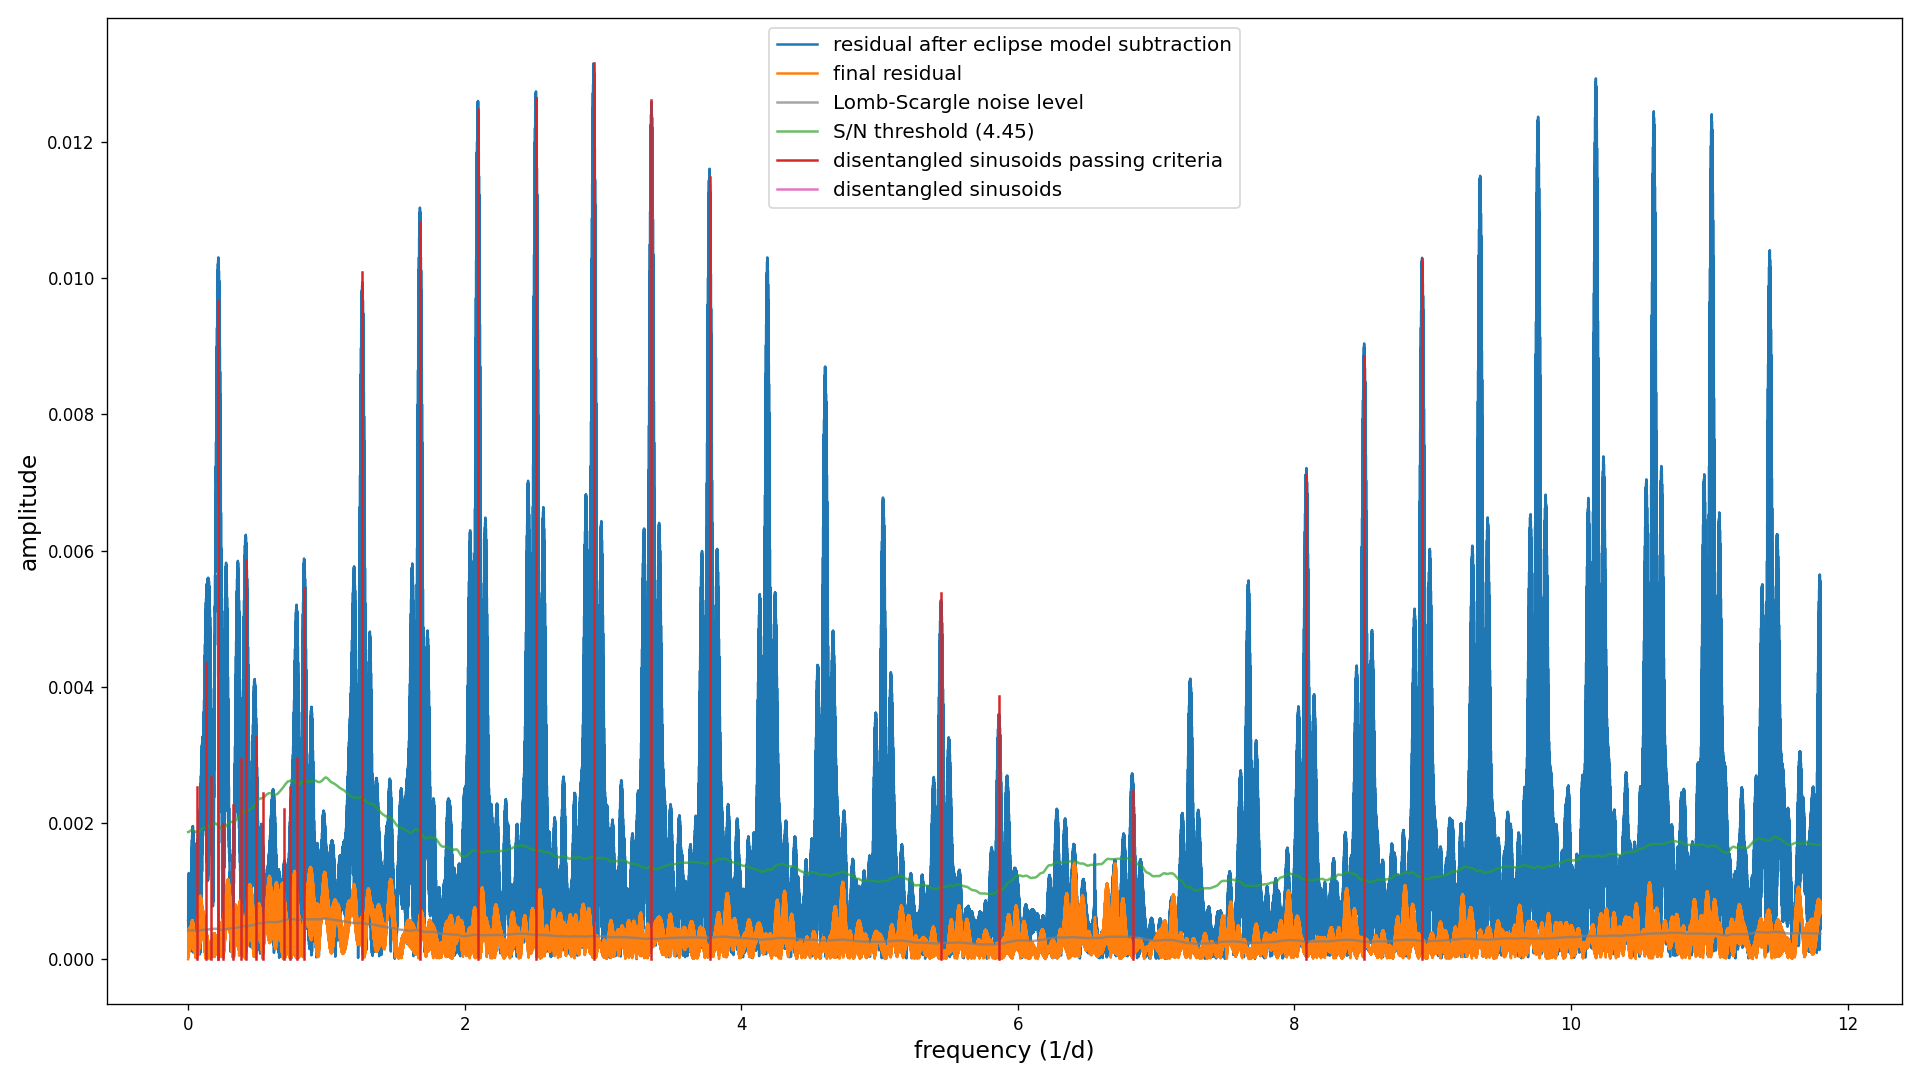 residual after eclipse model subtraction
final residual
Lomb-Scargle noise level
S/N threshold (4.45)
disentangled sinusoids passing criteria
disentangled sinusoids
amplitude
0.012
0.010
0.008
0.006
0.004
0.002
0.000
0 2 4 6 8 10 12
frequency (1/d)